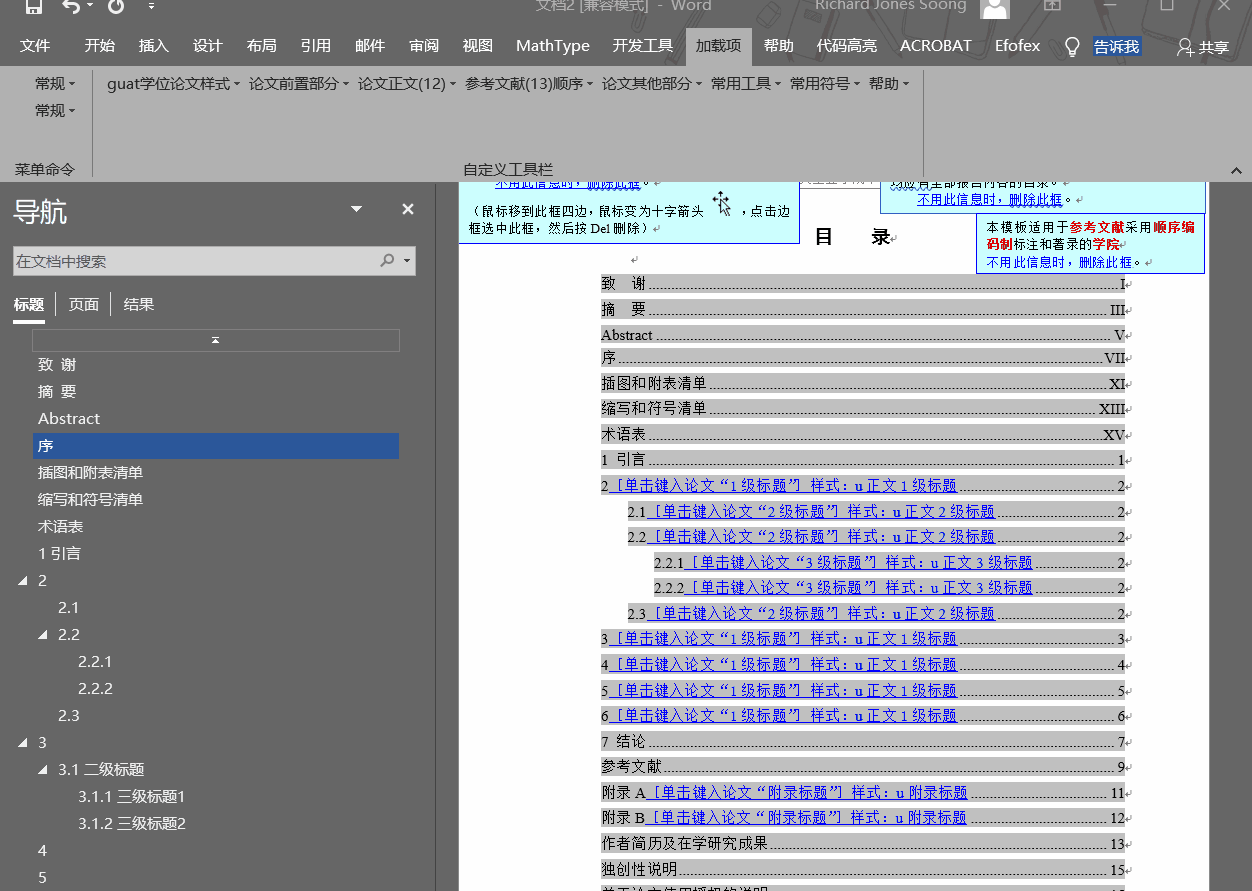 文档2 [兼容模式] - Word
Richard Jones Soong
文件 开始 插入 设计 布局 引用 邮件 审阅 视图 MathType 开发工具 加载项 帮助 代码高亮 ACROBAT Efofex 告诉我 共享
常规 guat学位论文样式 论文前置部分 论文正文(12) 参考文献(13)顺序 论文其他部分 常用工具 常用符号 帮助
常规
菜单命令 自定义工具栏
导航
在文档中搜索
标题 页面 结果
致 谢
摘 要
Abstract
序
插图和附表清单
缩写和符号清单
术语表
1 引言
2
2.1
2.2
2.2.1
2.2.2
2.3
3
3.1 二级标题
3.1.1 三级标题1
3.1.2 三级标题2
4
5
不用此信息时，删除此框。
（鼠标移到此框四边，鼠标变为十字箭头 ，点击边
框选中此框，然后按 Del 删除）
均应有全部报告内容的目录。
不用此信息时，删除此框。
目 录
本模板适用于参考文献采用顺序编
码制标注和著录的学院
不用此信息时，删除此框。
致 谢 I
摘 要 III
Abstract V
序 VII
插图和附表清单 XI
缩写和符号清单 XIII
术语表 XV
1 引言 1
2［单击键入论文“1 级标题”］样式：u 正文 1 级标题 2
2.1［单击键入论文“2 级标题”］样式：u 正文 2 级标题 2
2.2［单击键入论文“2 级标题”］样式：u 正文 2 级标题 2
2.2.1［单击键入论文“3 级标题”］样式：u 正文 3 级标题 2
2.2.2［单击键入论文“3 级标题”］样式：u 正文 3 级标题 2
2.3［单击键入论文“2 级标题”］样式：u 正文 2 级标题 2
3［单击键入论文“1 级标题”］样式：u 正文 1 级标题 3
4［单击键入论文“1 级标题”］样式：u 正文 1 级标题 4
5［单击键入论文“1 级标题”］样式：u 正文 1 级标题 5
6［单击键入论文“1 级标题”］样式：u 正文 1 级标题 6
7 结论 7
参考文献 9
附录 A［单击键入论文“附录标题”］样式：u 附录标题 11
附录 B［单击键入论文“附录标题”］样式：u 附录标题 12
作者简历及在学研究成果 13
独创性说明 15